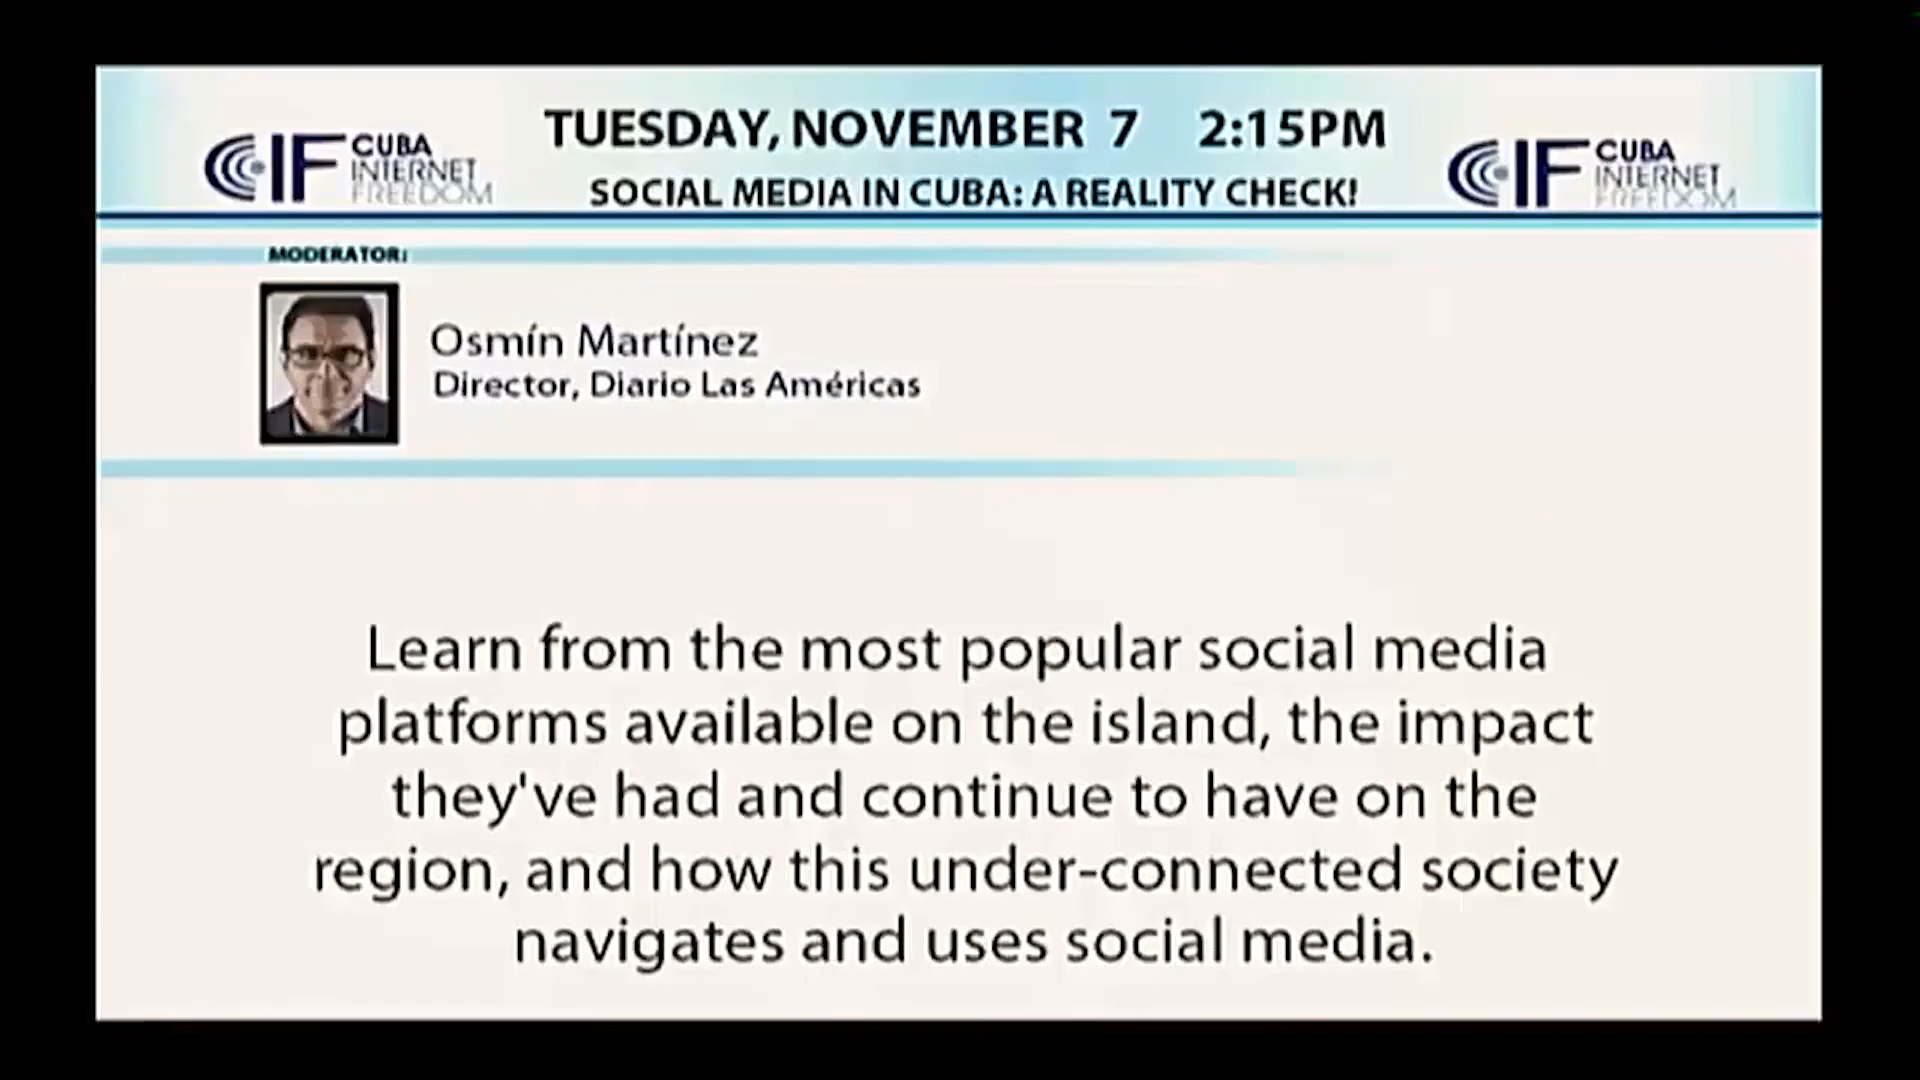 TUESDAY, NOVEMBER 7 2:15PM
SOCIAL MEDIA IN CUBA: A REALITY CHECK!
CIF CUBA
INTERNET
FREEDOM
CIF CUBA
INTERNET
FREEDOM
MODERATOR:
Osmín Martínez
Director, Diario Las Américas
Learn from the most popular social media
platforms available on the island, the impact
they've had and continue to have on the
region, and how this under-connected society
navigates and uses social media.